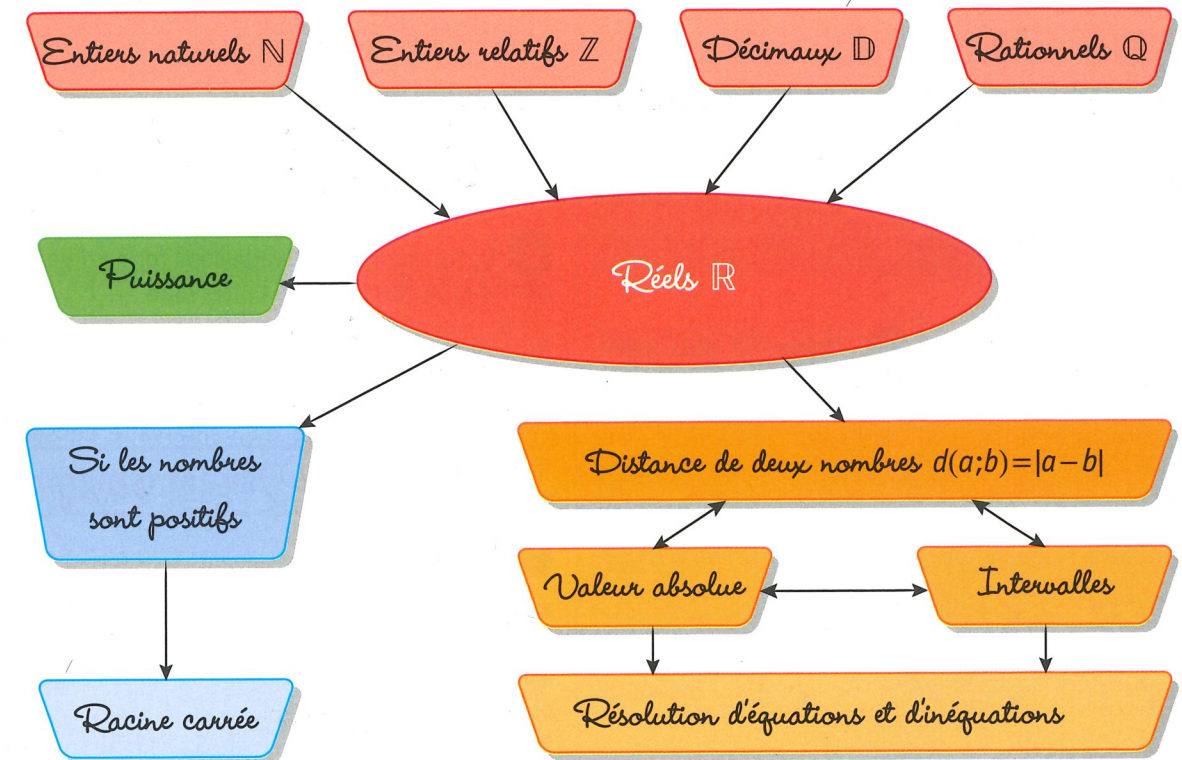 Entiers naturels ℕ
Entiers relatifs ℤ
Décimaux 𝔻
Rationnels ℚ
Puissance
Réels ℝ
Si les nombres
sont positifs
Distance de deux nombres d(a;b)=|a−b|
Valeur absolue
Intervalles
Racine carrée
Résolution d'équations et d'inéquations